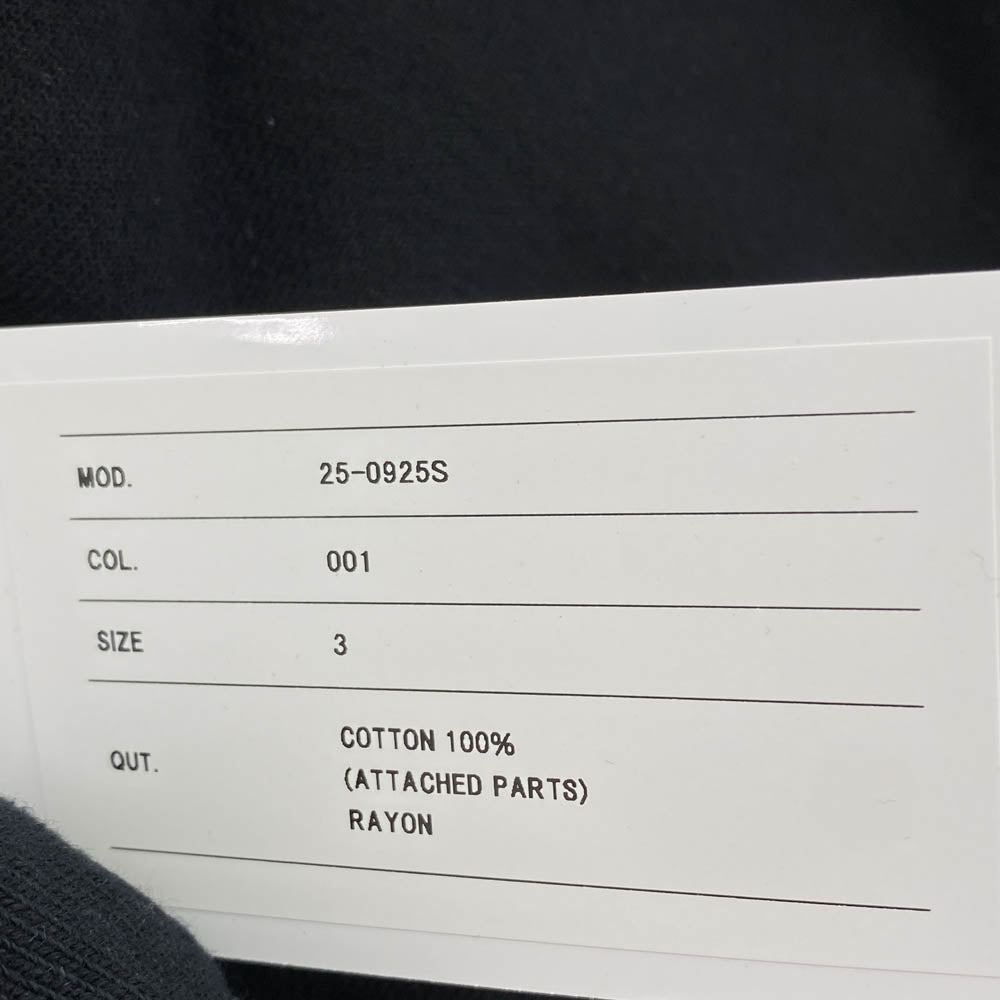 MOD. 25-0925S
COL. 001
SIZE 3
QUT. COTTON 100%
(ATTACHED PARTS)
RAYON